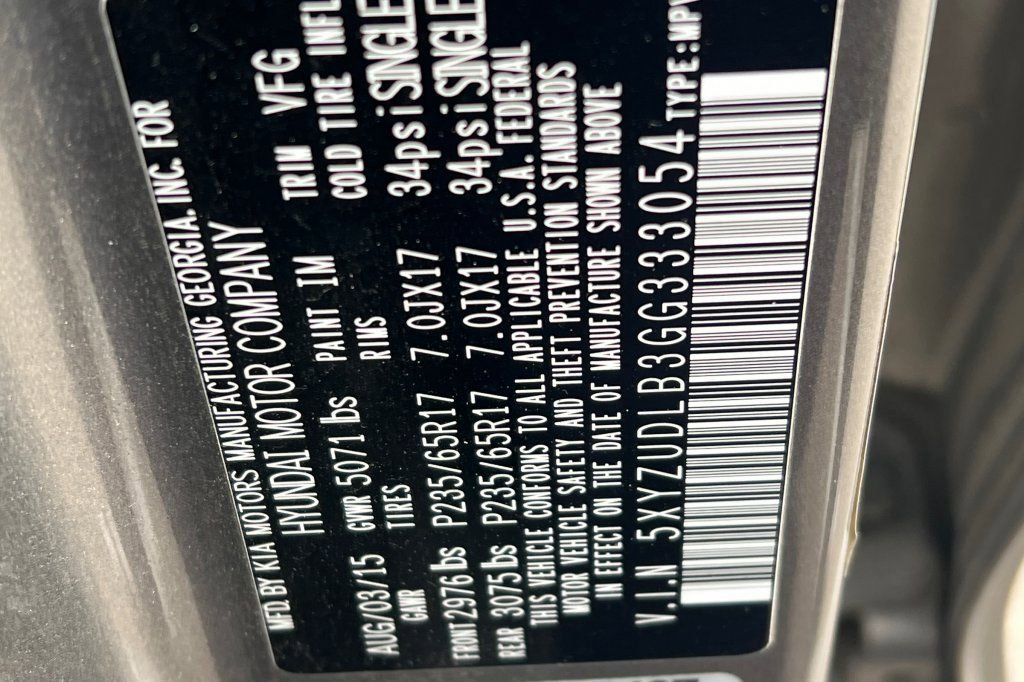 MFD. BY KIA MOTORS MANUFACTURING GEORGIA. INC. FOR
HYUNDAI MOTOR COMPANY
AUG/03/15 GVWR 5071 lbs PAINT IM TRIM VFG
GAWR TIRES RIMS COLD TIRE INFL
FRONT 2976 lbs P235/65R17 7.0JX17 34psi SINGLE
REAR 3075 lbs P235/65R17 7.0JX17 34psi SINGLE
THIS VEHICLE CONFORMS TO ALL APPLICABLE U.S.A. FEDERAL
MOTOR VEHICLE SAFETY AND THEFT PREVENTION STANDARDS
IN EFFECT ON THE DATE OF MANUFACTURE SHOWN ABOVE
V.I.N 5XYZUDLB3GG333054 TYPE:MPV